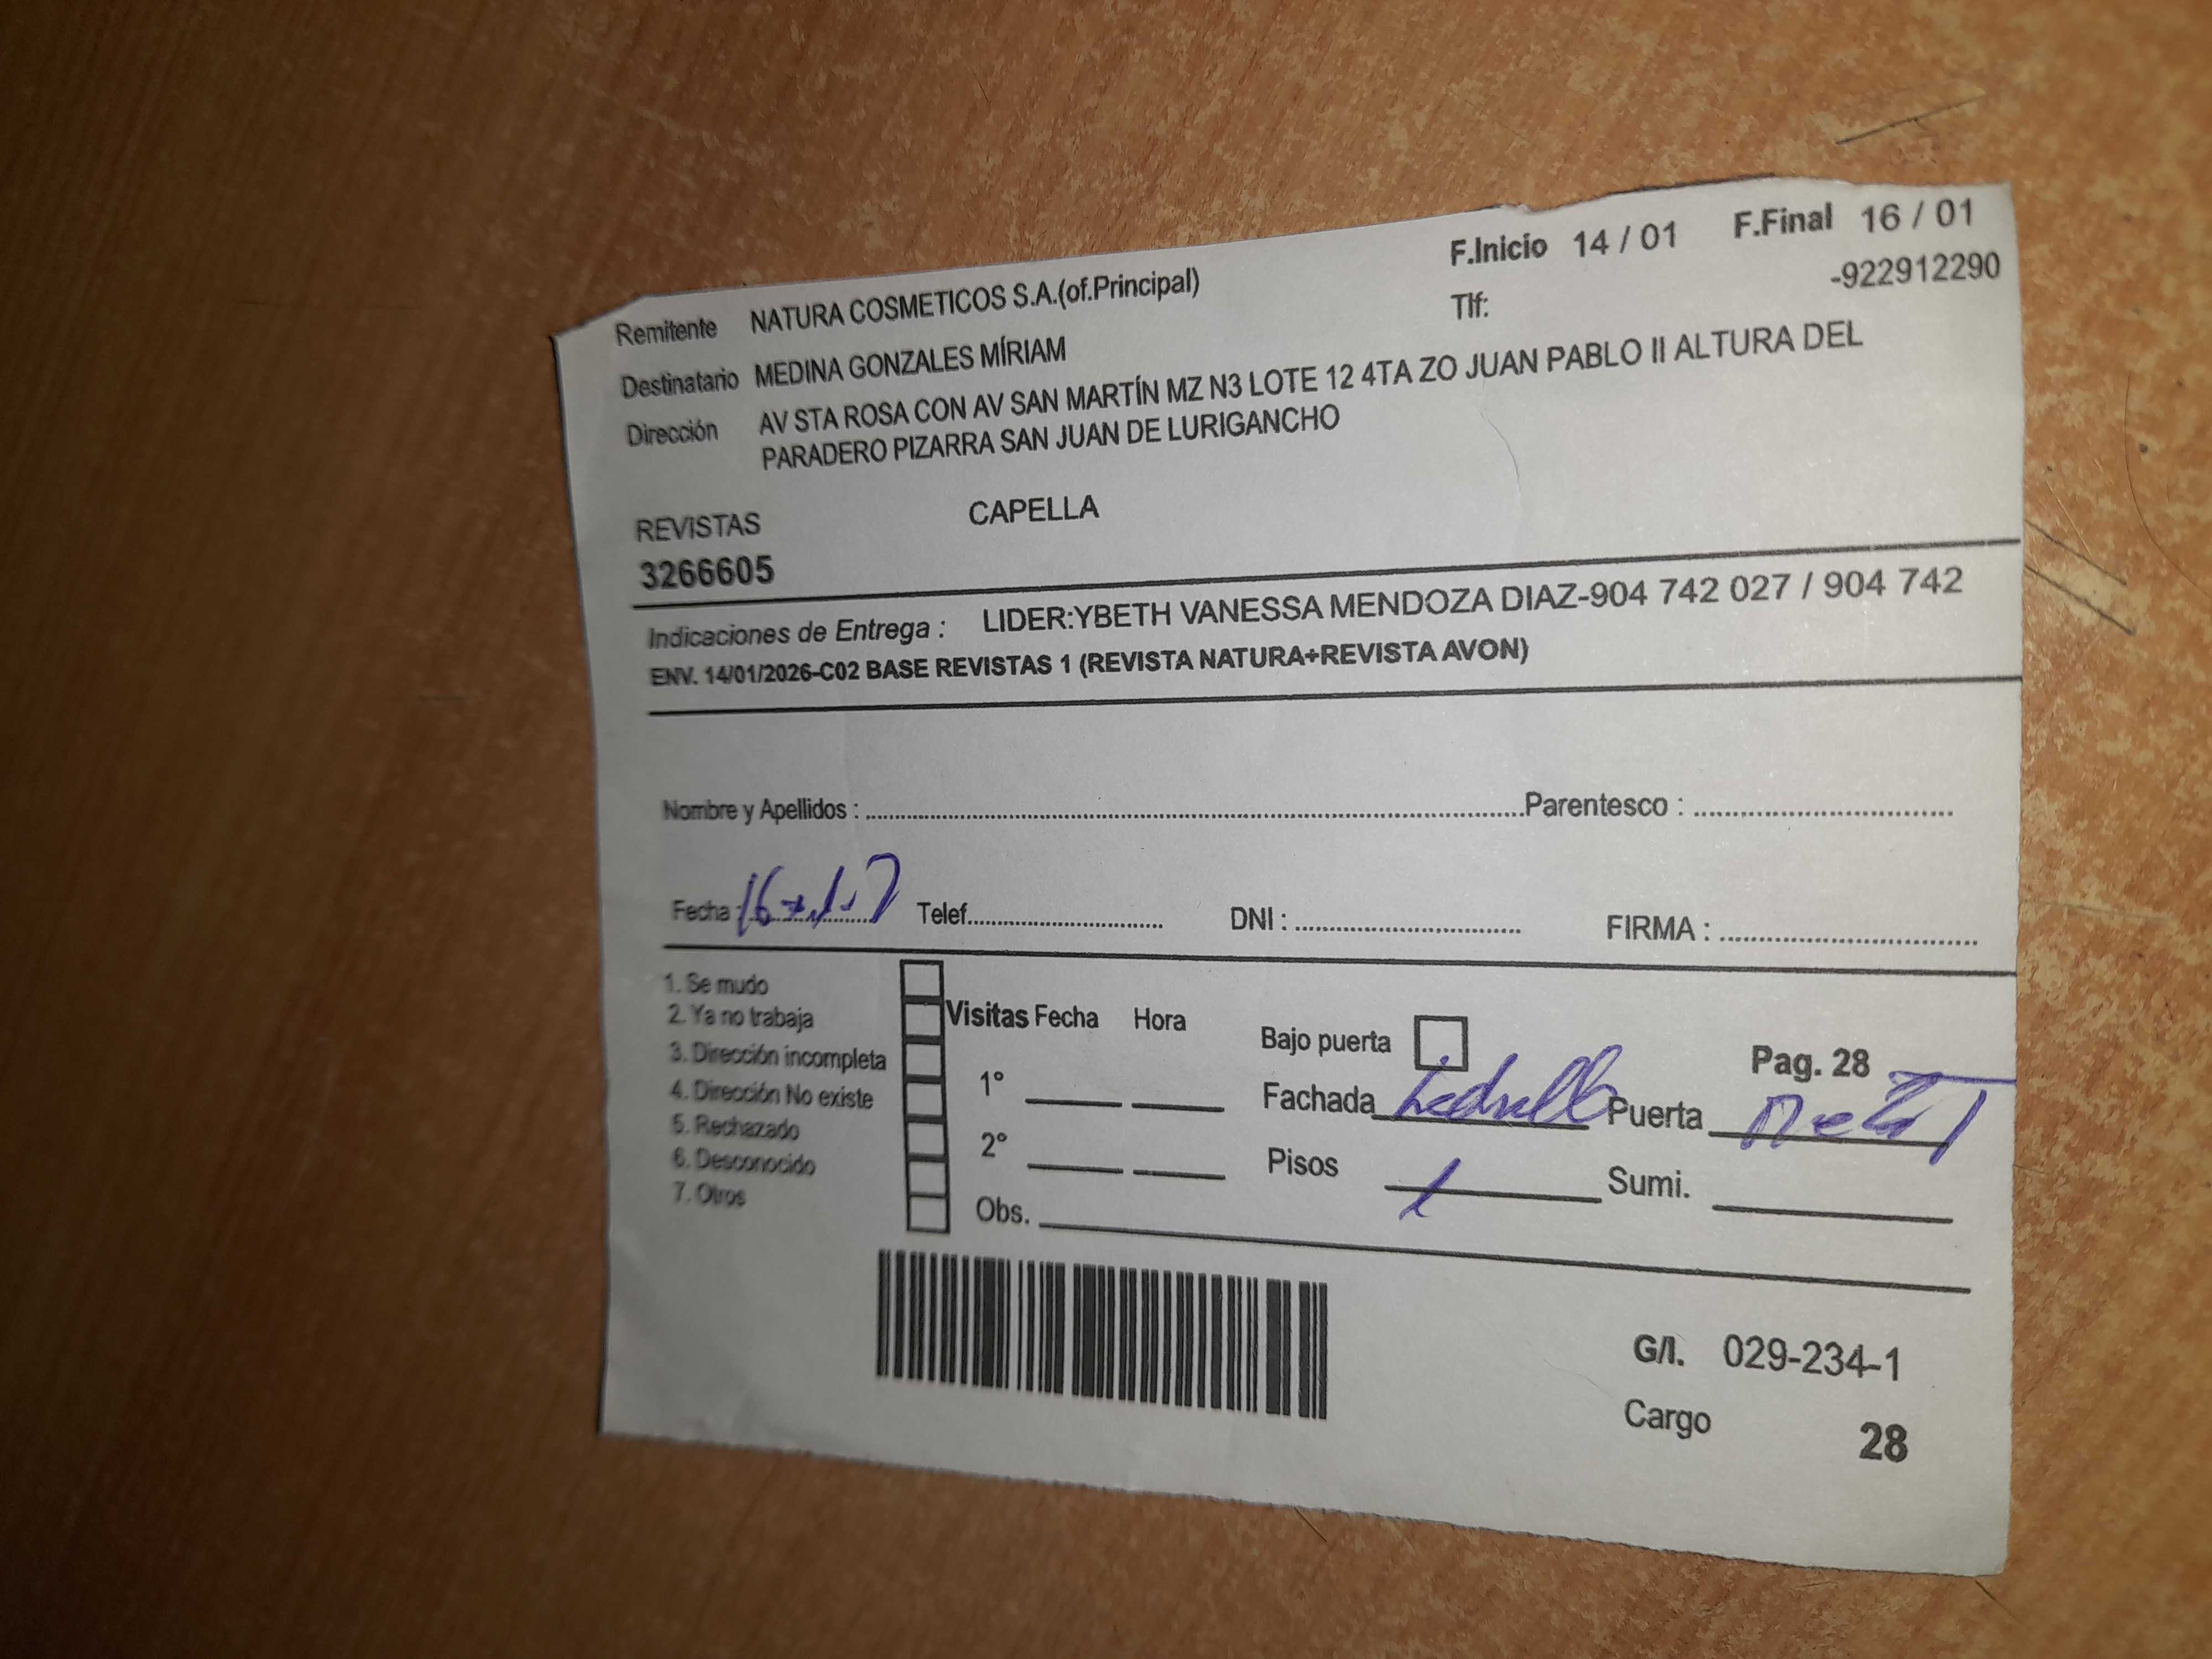 F.Inicio 14 / 01 F.Final 16 / 01
Remitente NATURA COSMETICOS S.A.(of.Principal) Tlf: -922912290
Destinatario MEDINA GONZALES MÍRIAM
Dirección AV STA ROSA CON AV SAN MARTÍN MZ N3 LOTE 12 4TA ZO JUAN PABLO II ALTURA DEL
PARADERO PIZARRA SAN JUAN DE LURIGANCHO
REVISTAS CAPELLA
3266605
Indicaciones de Entrega : LIDER:YBETH VANESSA MENDOZA DIAZ-904 742 027 / 904 742
ENV. 14/01/2026-C02 BASE REVISTAS 1 (REVISTA NATURA+REVISTA AVON)
Nombre y Apellidos : Parentesco :
Fecha : Telef. DNI : FIRMA :
1. Se mudo
2. Ya no trabaja
3. Dirección incompleta
4. Dirección No existe
5. Rechazado
6. Desconocido
7. Otros
Visitas Fecha Hora
1°
2°
Obs.
Bajo puerta Pag. 28
Fachada Ladrillo Puerta Metal
Pisos 1 Sumi.
G/I. 029-234-1
Cargo 28